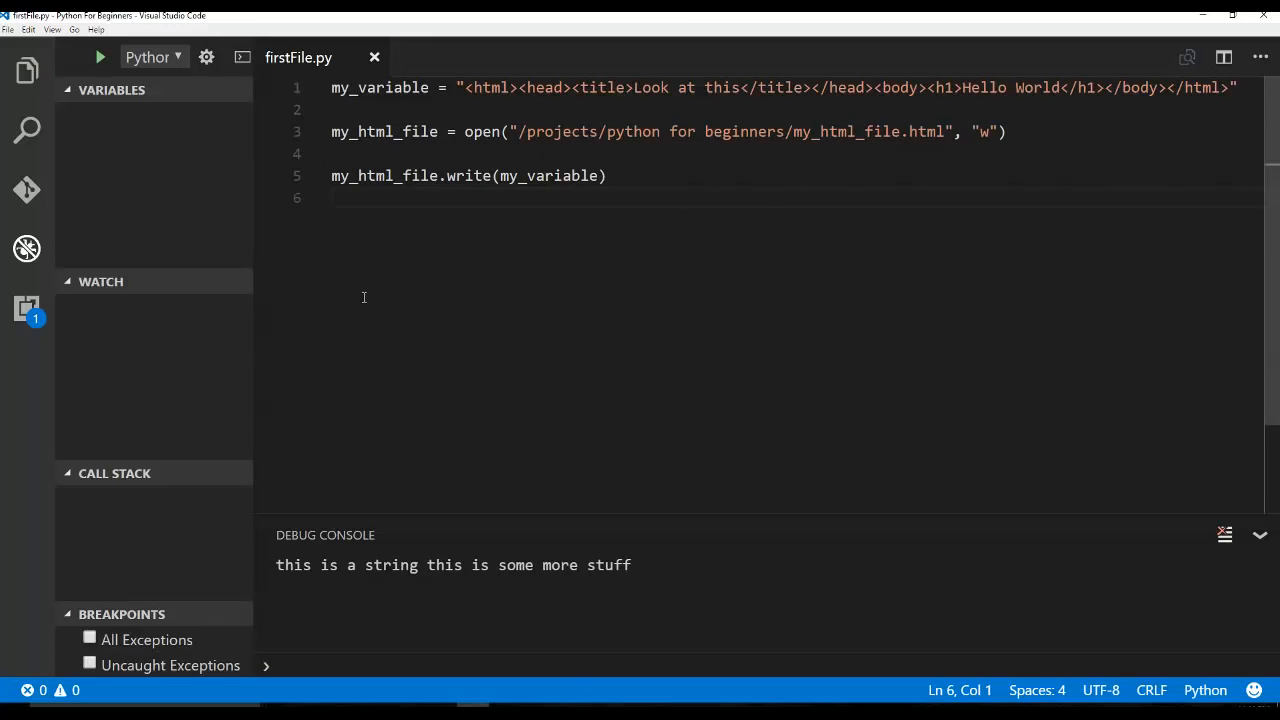 firstFile.py - Python For Beginners - Visual Studio Code
File Edit View Go Help
Python
firstFile.py
VARIABLES
1 my_variable = "<html><head><title>Look at this</title></head><body><h1>Hello World</h1></body></html>"
2
3 my_html_file = open("/projects/python for beginners/my_html_file.html", "w")
4
5 my_html_file.write(my_variable)
6
WATCH
1
CALL STACK
DEBUG CONSOLE
this is a string this is some more stuff
BREAKPOINTS
All Exceptions
Uncaught Exceptions
0 0 Ln 6, Col 1 Spaces: 4 UTF-8 CRLF Python